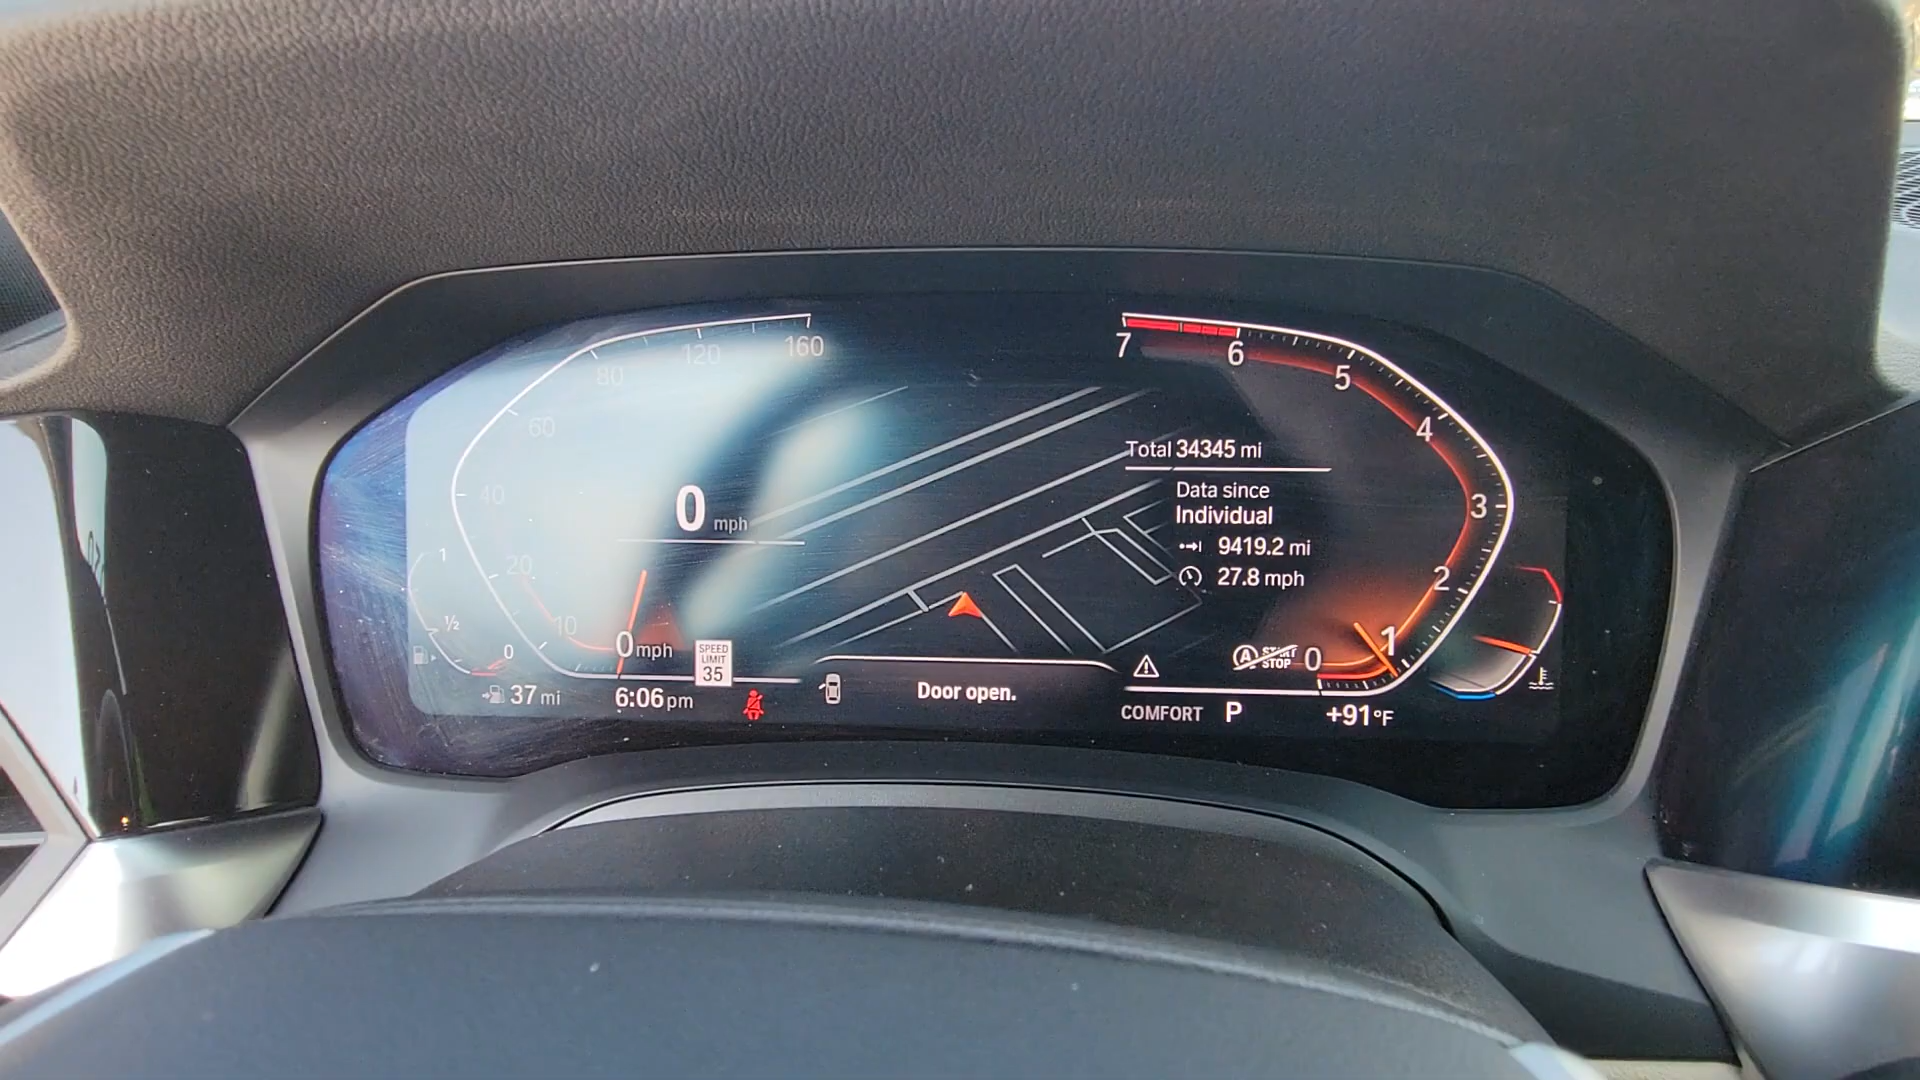 160
120
80
60
40
20
10
0 mph
0 mph
1
½
0
37 mi
6:06 pm
SPEED
LIMIT
35
Door open.
7
6
5
4
3
2
1
0
Total 34345 mi
Data since
Individual
9419.2 mi
27.8 mph
A START
STOP
COMFORT P
+91°F